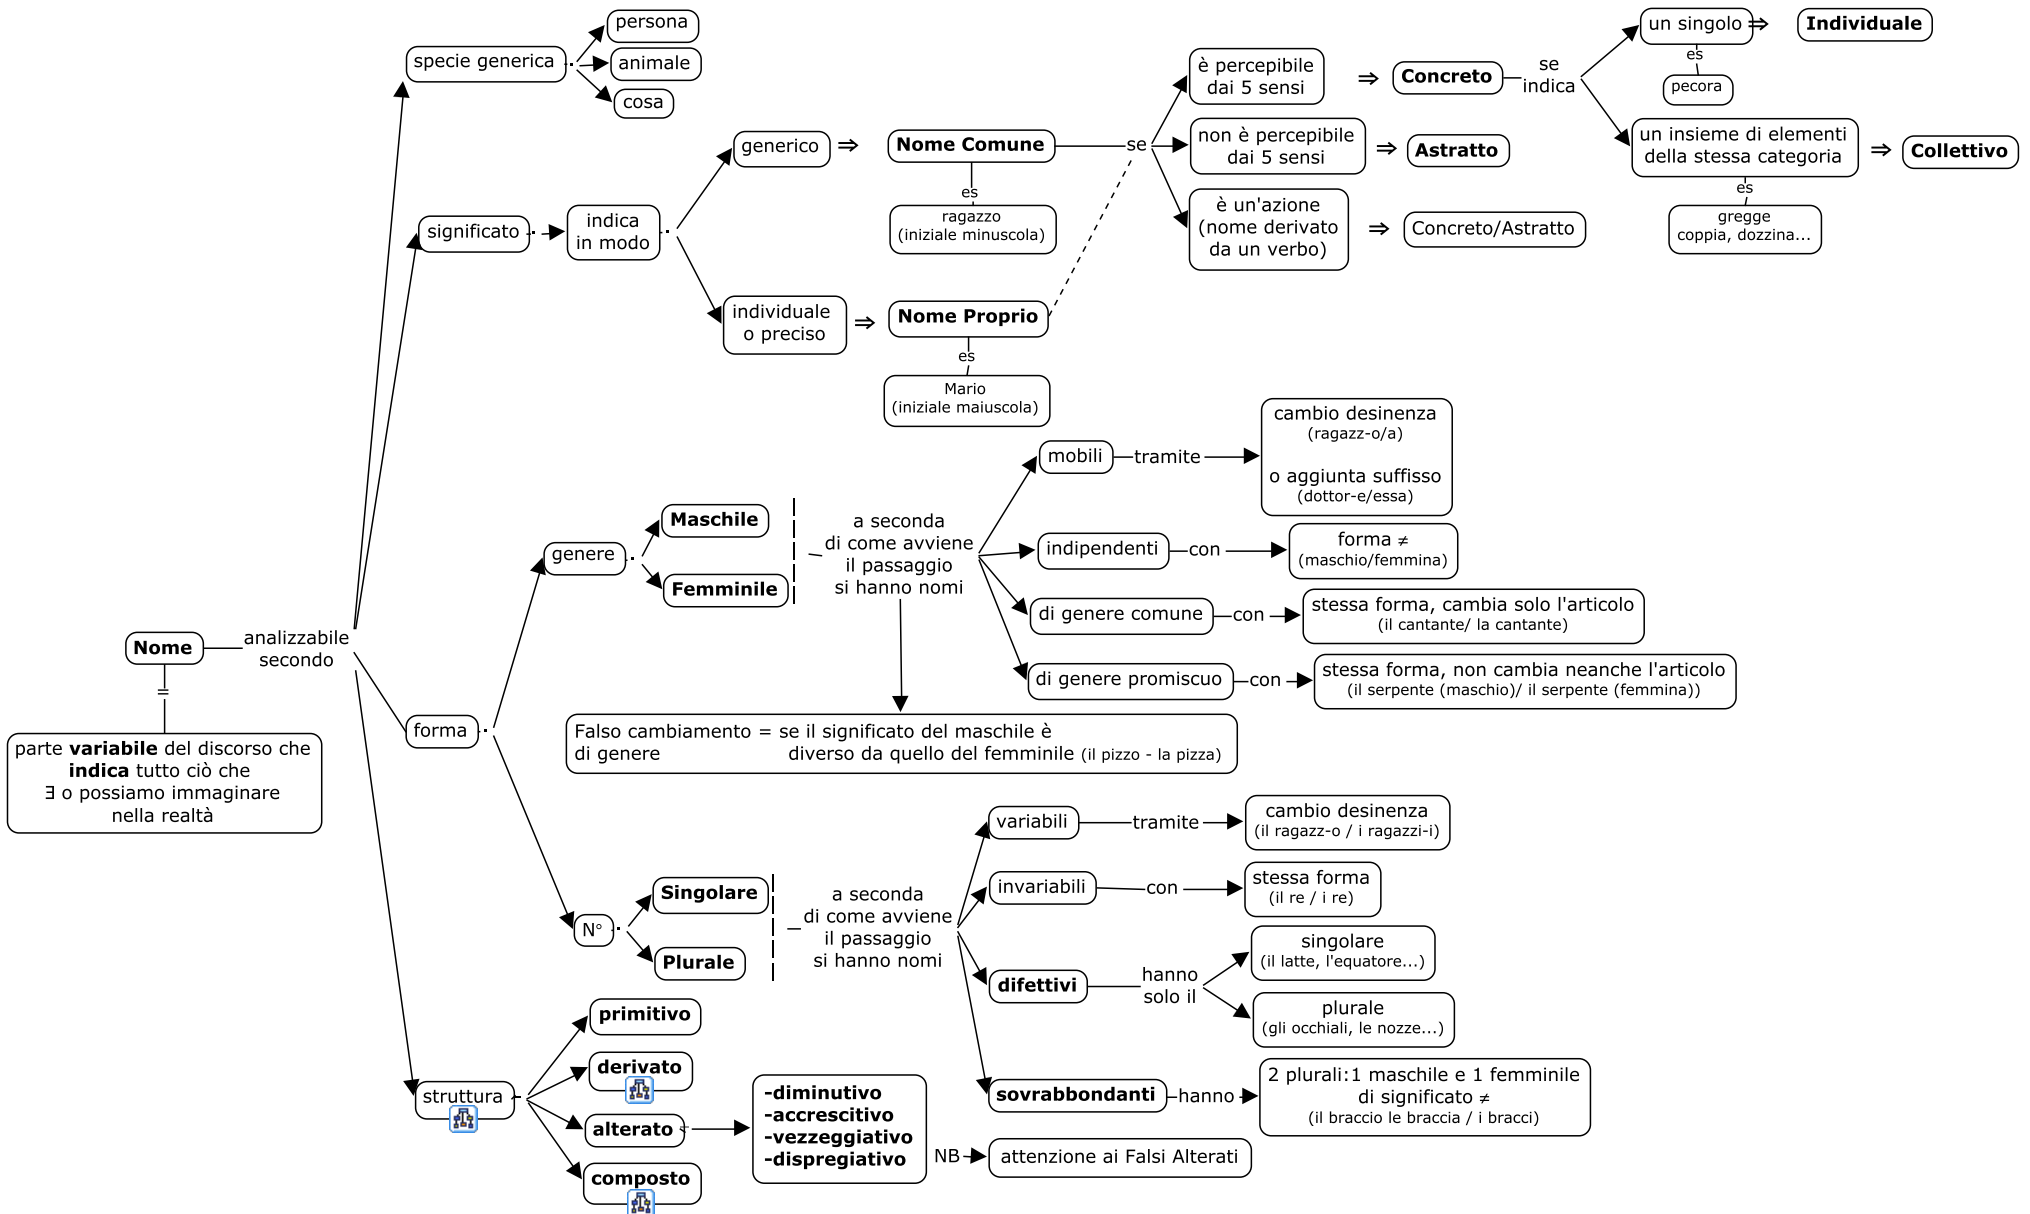 Nome
=
parte variabile del discorso che
indica tutto ciò che
∃ o possiamo immaginare
nella realtà
analizzabile
secondo
specie generica
persona
animale
cosa
significato
indica
in modo
generico
⇒
Nome Comune
es
ragazzo
(iniziale minuscola)
individuale
o preciso
⇒
Nome Proprio
es
Mario
(iniziale maiuscola)
se
è percepibile
dai 5 sensi
⇒
Concreto
se
indica
un singolo
⇒
Individuale
es
pecora
un insieme di elementi
della stessa categoria
⇒
Collettivo
es
gregge
coppia, dozzina...
non è percepibile
dai 5 sensi
⇒
Astratto
è un'azione
(nome derivato
da un verbo)
⇒
Concreto/Astratto
forma
genere
Maschile
Femminile
a seconda
di come avviene
il passaggio
si hanno nomi
mobili
tramite
cambio desinenza
(ragazz-o/a)
o aggiunta suffisso
(dottor-e/essa)
indipendenti
con
forma ≠
(maschio/femmina)
di genere comune
con
stessa forma, cambia solo l'articolo
(il cantante/ la cantante)
di genere promiscuo
con
stessa forma, non cambia neanche l'articolo
(il serpente (maschio)/ il serpente (femmina))
Falso cambiamento = se il significato del maschile è
di genere diverso da quello del femminile (il pizzo - la pizza)
N°
Singolare
Plurale
a seconda
di come avviene
il passaggio
si hanno nomi
variabili
tramite
cambio desinenza
(il ragazz-o / i ragazzi-i)
invariabili
con
stessa forma
(il re / i re)
difettivi
hanno
solo il
singolare
(il latte, l'equatore...)
plurale
(gli occhiali, le nozze...)
sovrabbondanti
hanno
2 plurali:1 maschile e 1 femminile
di significato ≠
(il braccio le braccia / i bracci)
struttura
primitivo
derivato
alterato
-diminutivo
-accrescitivo
-vezzeggiativo
-dispregiativo
NB
attenzione ai Falsi Alterati
composto